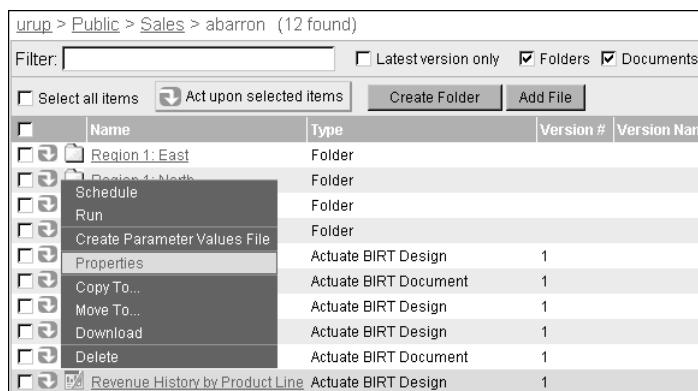 urup > Public > Sales > abarron (12 found)
Filter: Latest version only Folders Documents
Select all items Act upon selected items Create Folder Add File
Name Type Version # Version Nan
Region 1: East Folder
Region 1: North Folder
Schedule
Folder
Run
Folder
Create Parameter Values File
Properties Actuate BIRT Design 1
Copy To... Actuate BIRT Document 1
Move To... Actuate BIRT Design 1
Download Actuate BIRT Design 1
Delete Actuate BIRT Document 1
Revenue History by Product Line Actuate BIRT Design 1